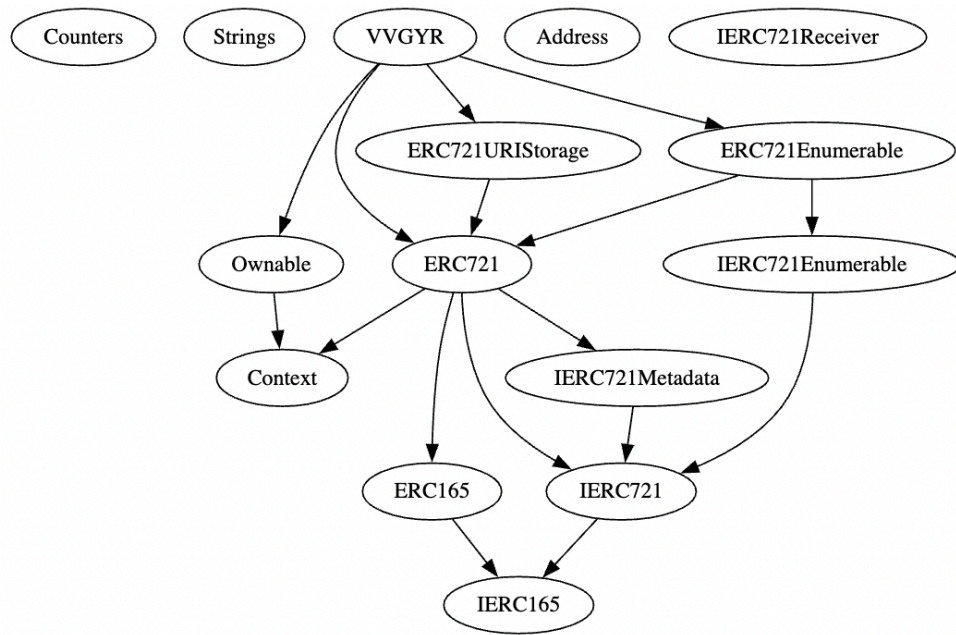 Counters
Strings
VVGYR
Address
IERC721Receiver
ERC721URIStorage
ERC721Enumerable
Ownable
ERC721
IERC721Enumerable
Context
IERC721Metadata
ERC165
IERC721
IERC165